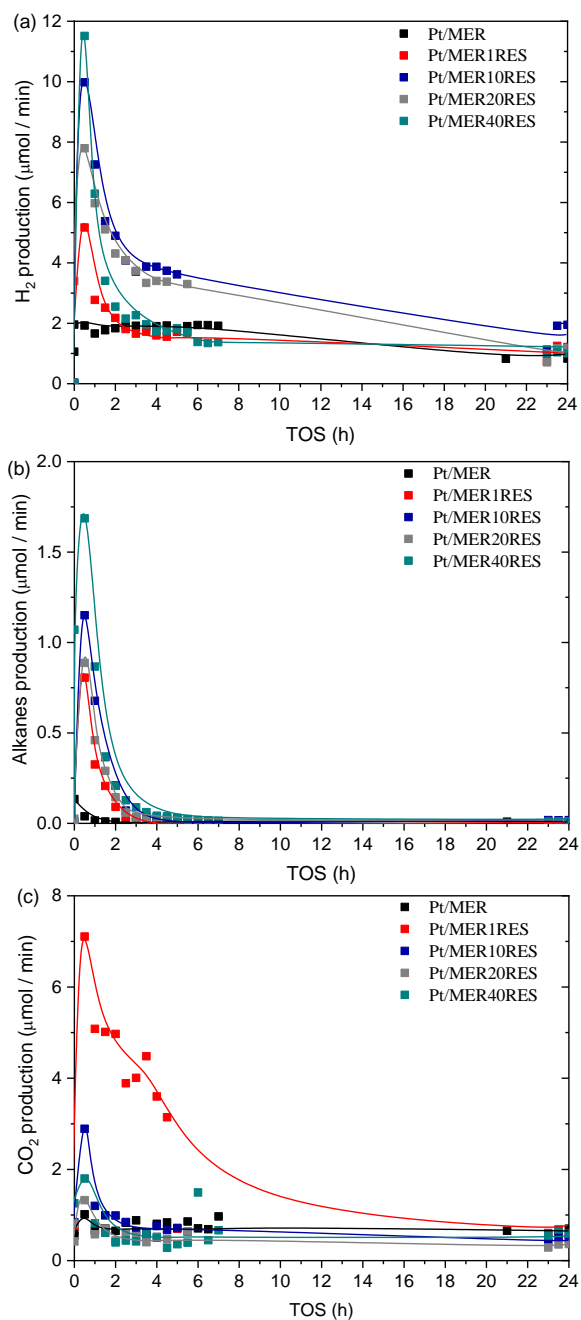 (a)
H₂ production (μmol / min)
12
10
8
6
4
2
0
Pt/MER
Pt/MER1RES
Pt/MER10RES
Pt/MER20RES
Pt/MER40RES
0 2 4 6 8 10 12 14 16 18 20 22 24
TOS (h)
(b)
Alkanes production (μmol / min)
2.0
1.5
1.0
0.5
0.0
Pt/MER
Pt/MER1RES
Pt/MER10RES
Pt/MER20RES
Pt/MER40RES
0 2 4 6 8 10 12 14 16 18 20 22 24
TOS (h)
(c)
CO₂ production (μmol / min)
8
6
4
2
0
Pt/MER
Pt/MER1RES
Pt/MER10RES
Pt/MER20RES
Pt/MER40RES
0 2 4 6 8 10 12 14 16 18 20 22 24
TOS (h)